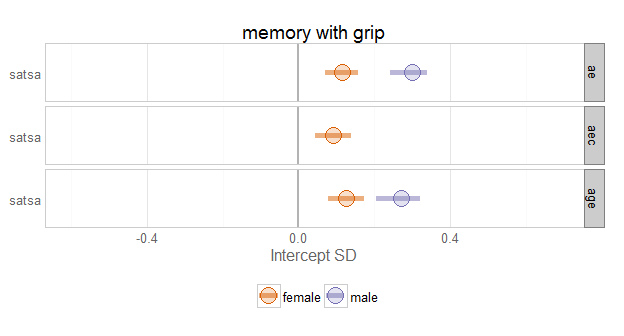 memory with grip
satsa
ae
satsa
aec
satsa
age
-0.4 0.0 0.4
Intercept SD
female male